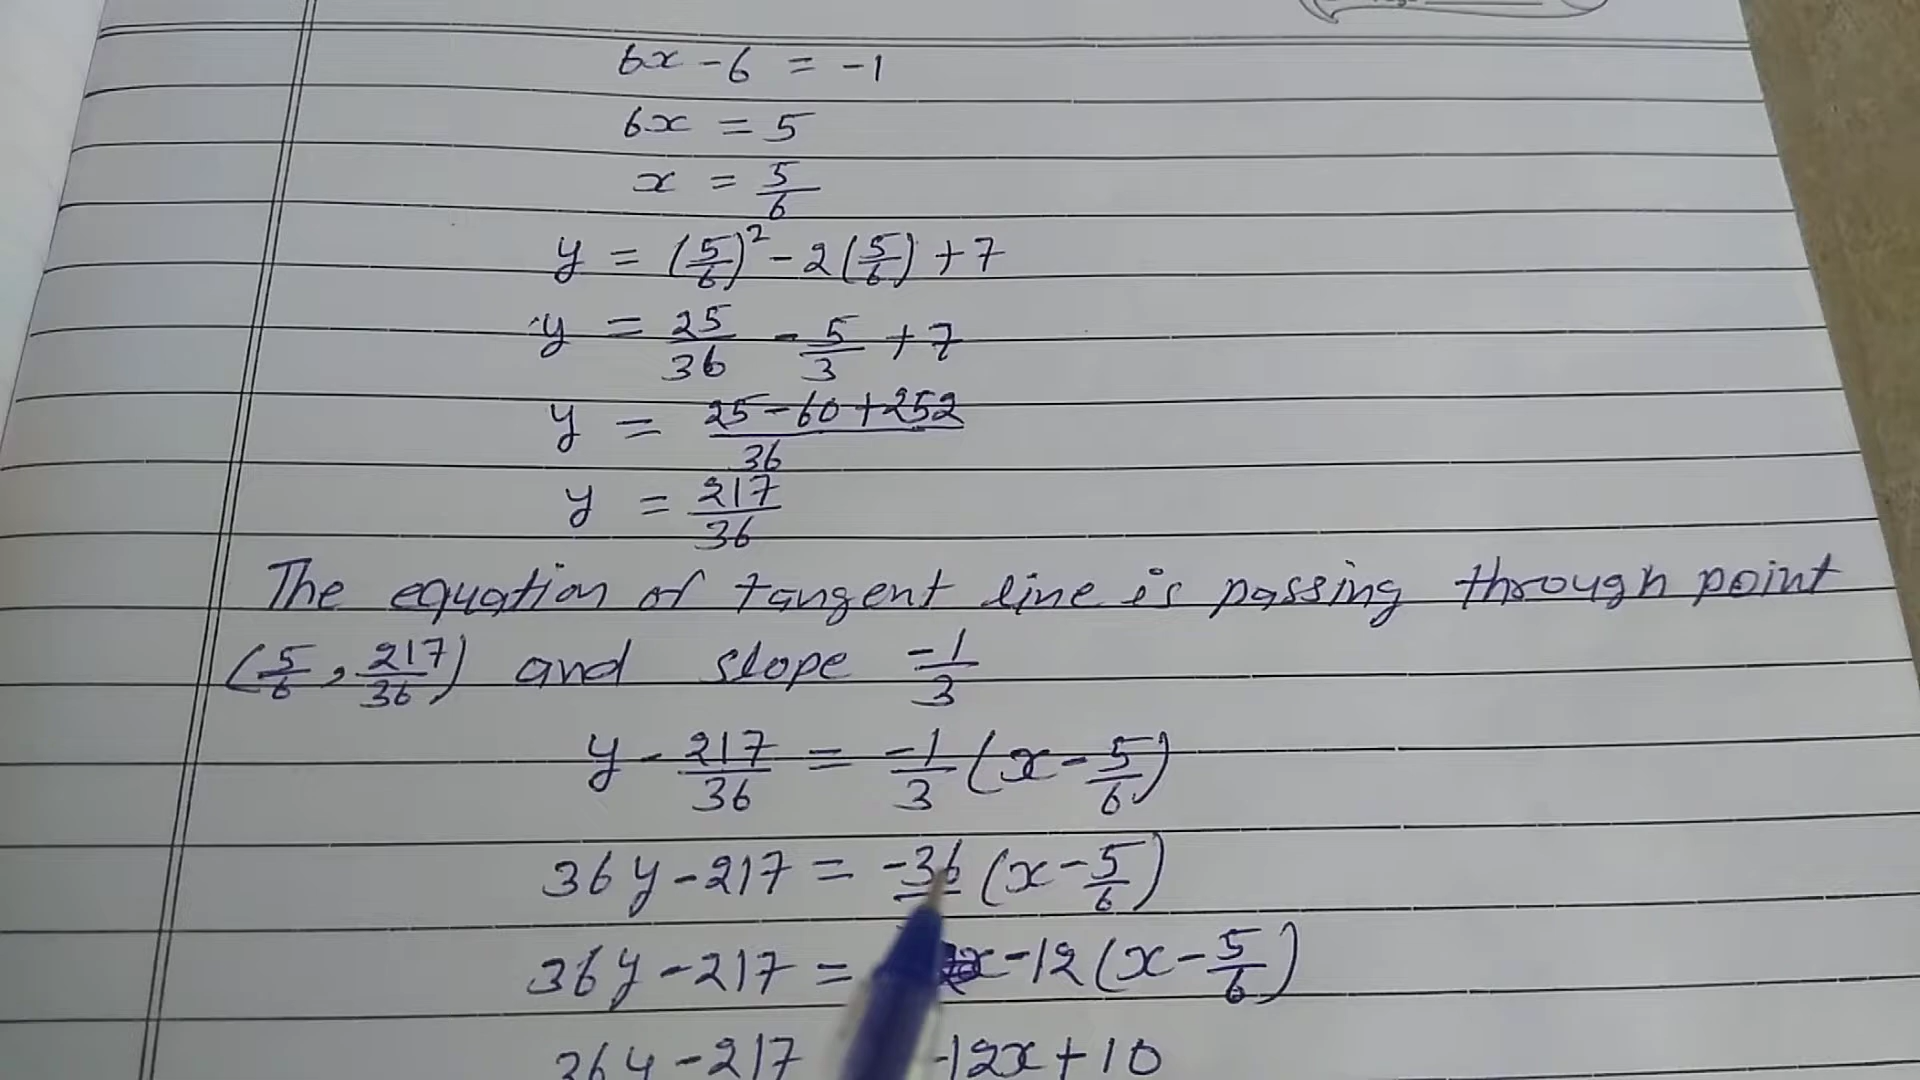 6x - 6 = -1
6x = 5
x = 5/6
y = (5/6)² - 2(5/6) + 7
y = 25/36 - 5/3 + 7
y = 25-60+252/36
y = 217/36
The equation of tangent line is passing through point
(5/6, 217/36) and slope -1/3
y - 217/36 = -1/3 (x - 5/6)
36y - 217 = -36 (x - 5/6)
36y - 217 = -12 (x - 5/6)
36y - 217 -12x + 10